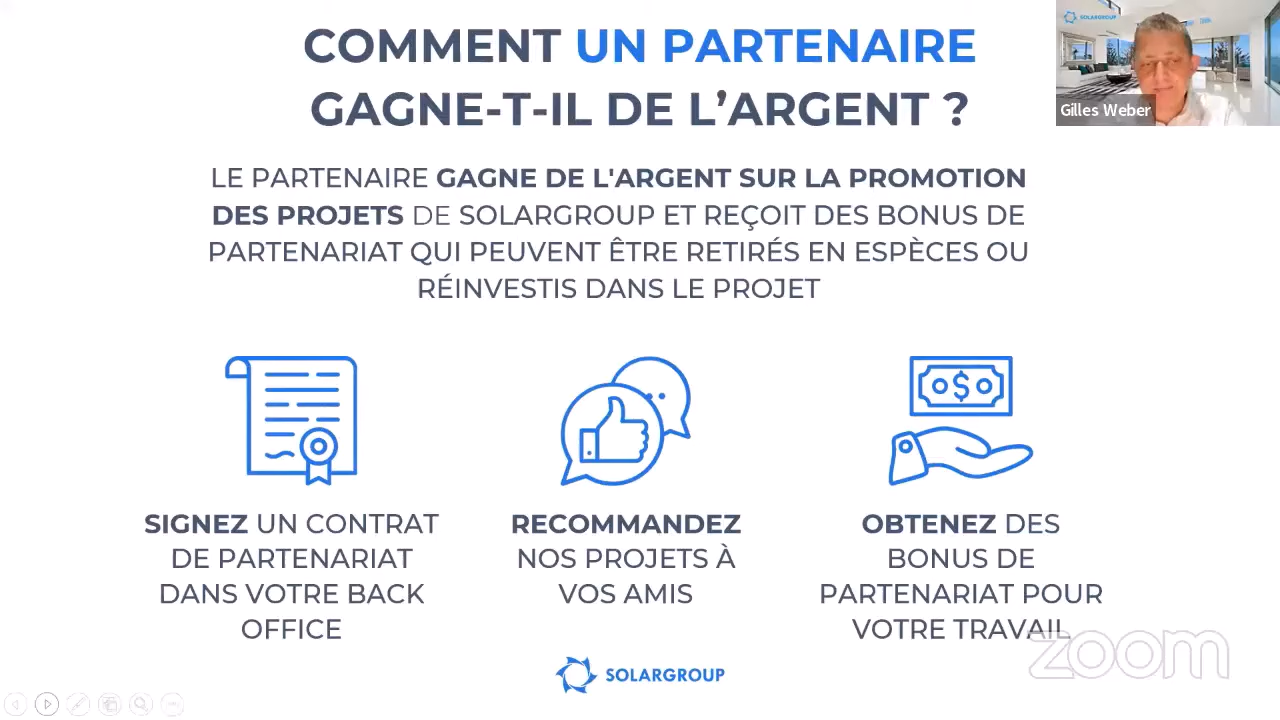 COMMENT UN PARTENAIRE
GAGNE-T-IL DE L’ARGENT ?
SOLARGROUP
Gilles Weber
LE PARTENAIRE GAGNE DE L'ARGENT SUR LA PROMOTION
DES PROJETS DE SOLARGROUP ET REÇOIT DES BONUS DE
PARTENARIAT QUI PEUVENT ÊTRE RETIRÉS EN ESPÈCES OU
RÉINVESTIS DANS LE PROJET
SIGNEZ UN CONTRAT
DE PARTENARIAT
DANS VOTRE BACK
OFFICE
RECOMMANDEZ
NOS PROJETS À
VOS AMIS
OBTENEZ DES
BONUS DE
PARTENARIAT POUR
VOTRE TRAVAIL
zoom
SOLARGROUP